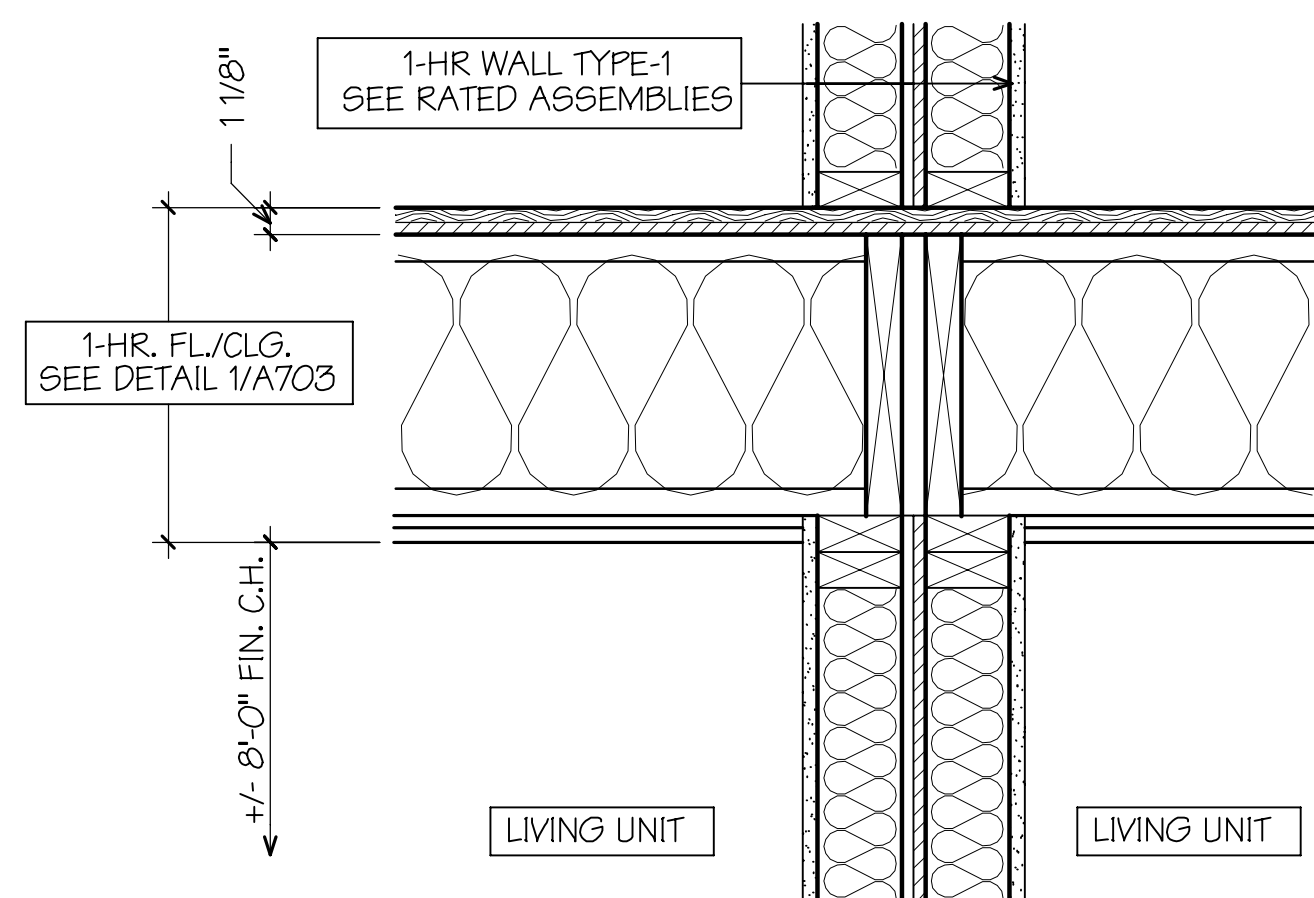 1 1/8"
1-HR WALL TYPE-1
SEE RATED ASSEMBLIES
1-HR. FL./CLG.
SEE DETAIL 1/A703
+/- 8'-0" FIN. C.H.
LIVING UNIT
LIVING UNIT